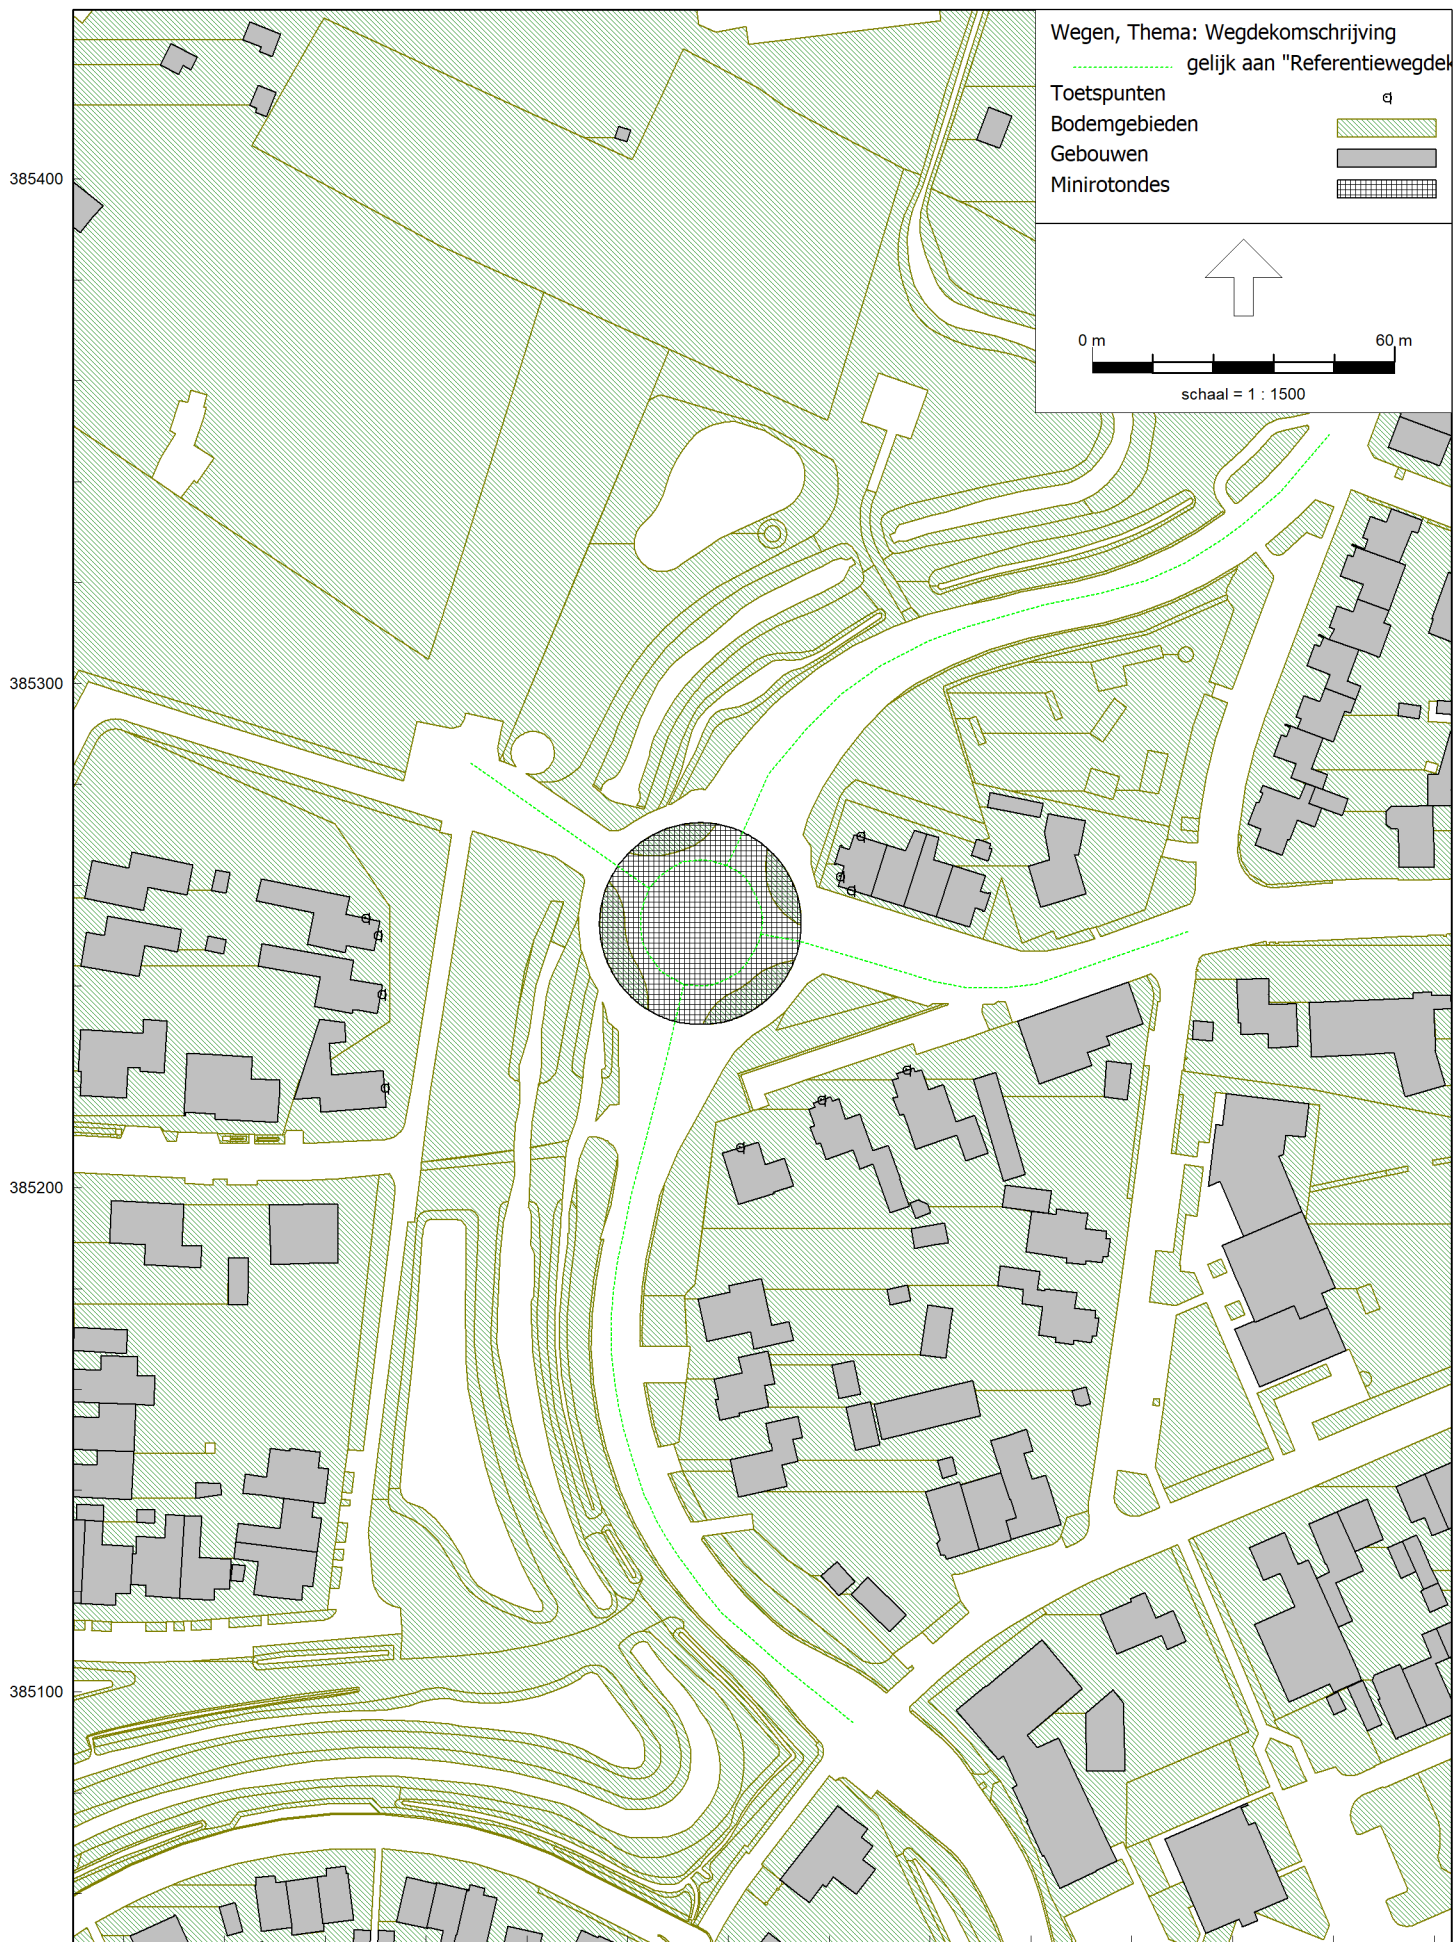 Wegen, Thema: Wegdekomschrijving
gelijk aan "Referentiewegdek
Toetspunten
Bodemgebieden
Gebouwen
Minirotondes
0 m 60 m
schaal = 1 : 1500
385400
385300
385200
385100